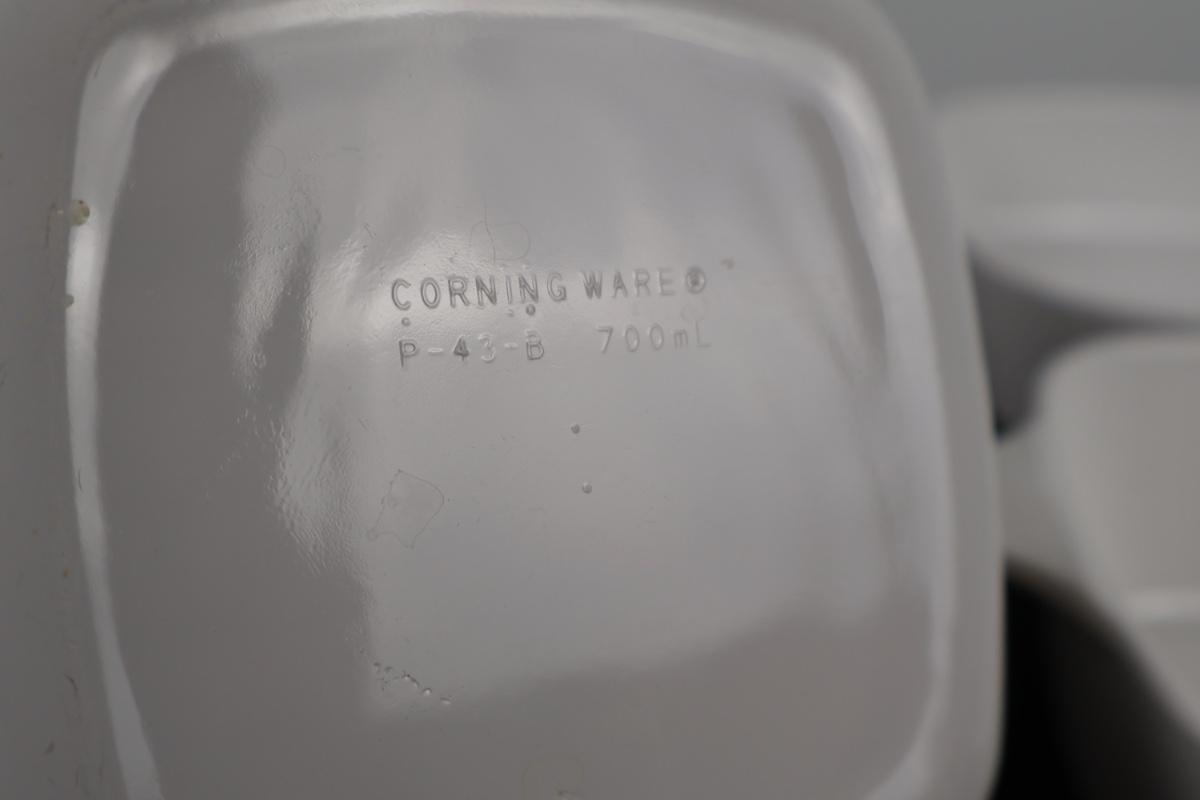 CORNING WARE®
P-43-B 700mL